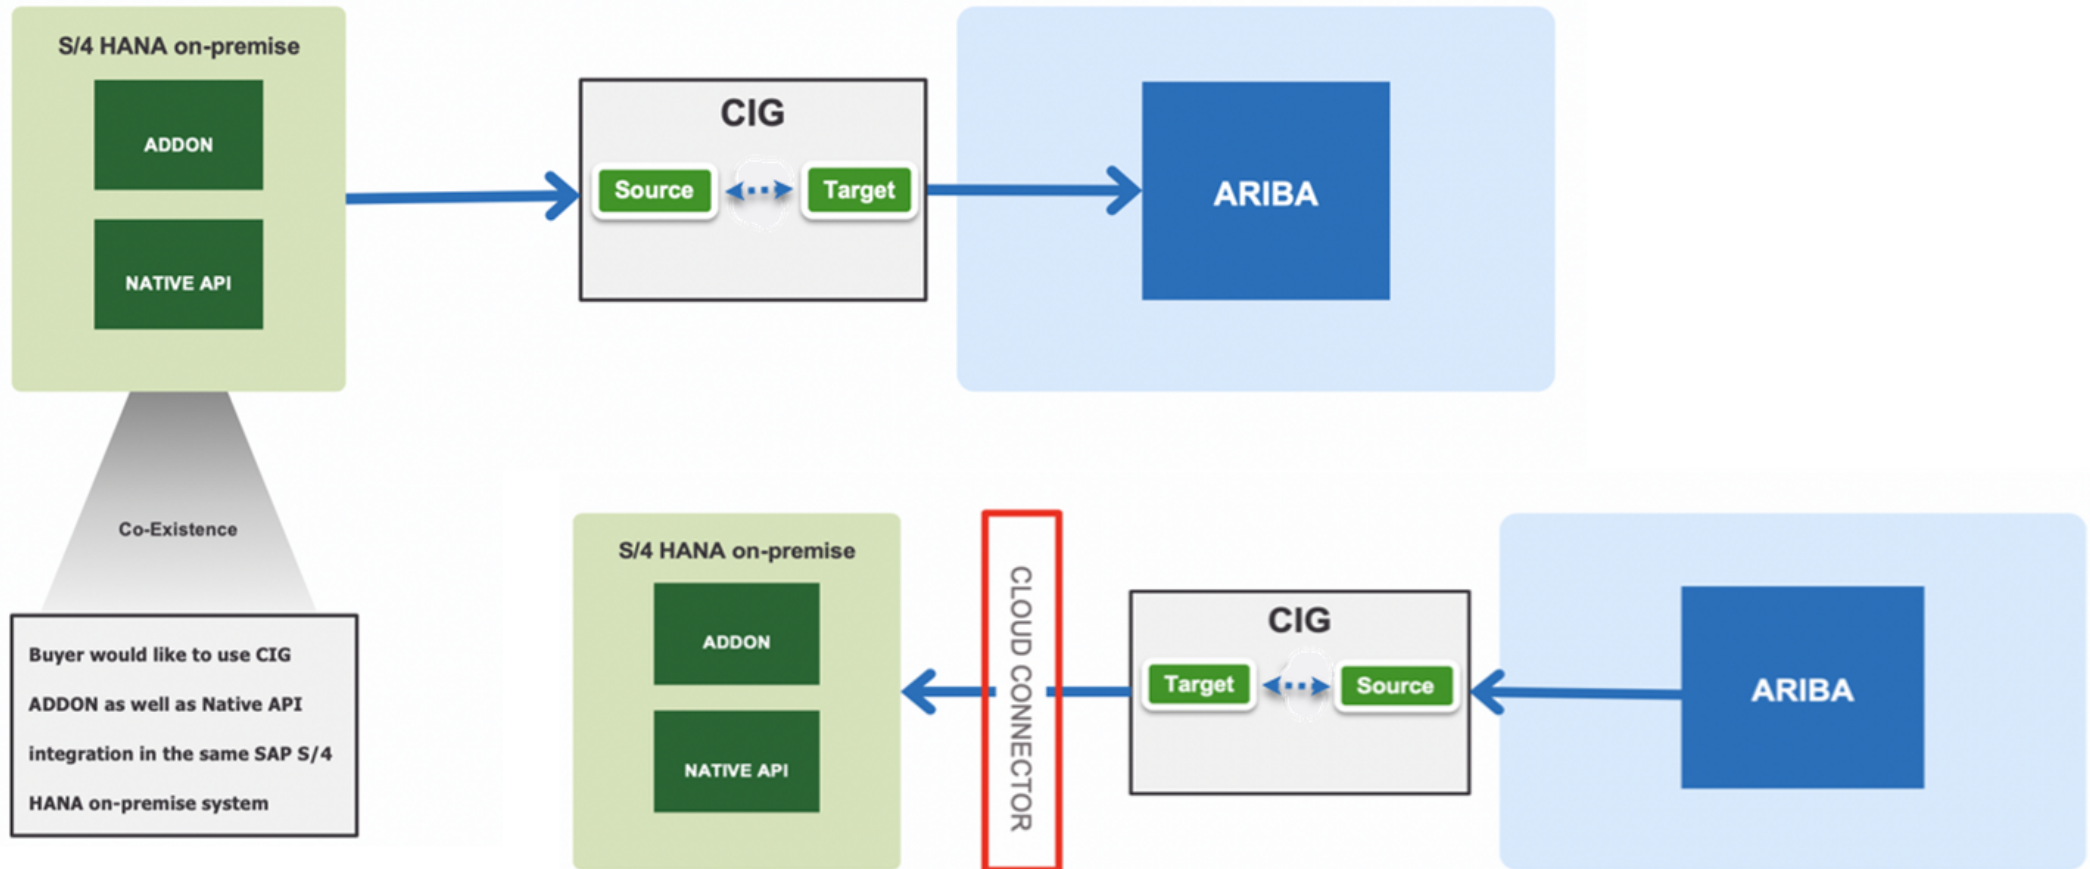 S/4 HANA on-premise
ADDON
NATIVE API
CIG
Source
Target
ARIBA
Co-Existence
Buyer would like to use CIG
ADDON as well as Native API
integration in the same SAP S/4
HANA on-premise system
S/4 HANA on-premise
ADDON
NATIVE API
CLOUD CONNECTOR
CIG
Target
Source
ARIBA